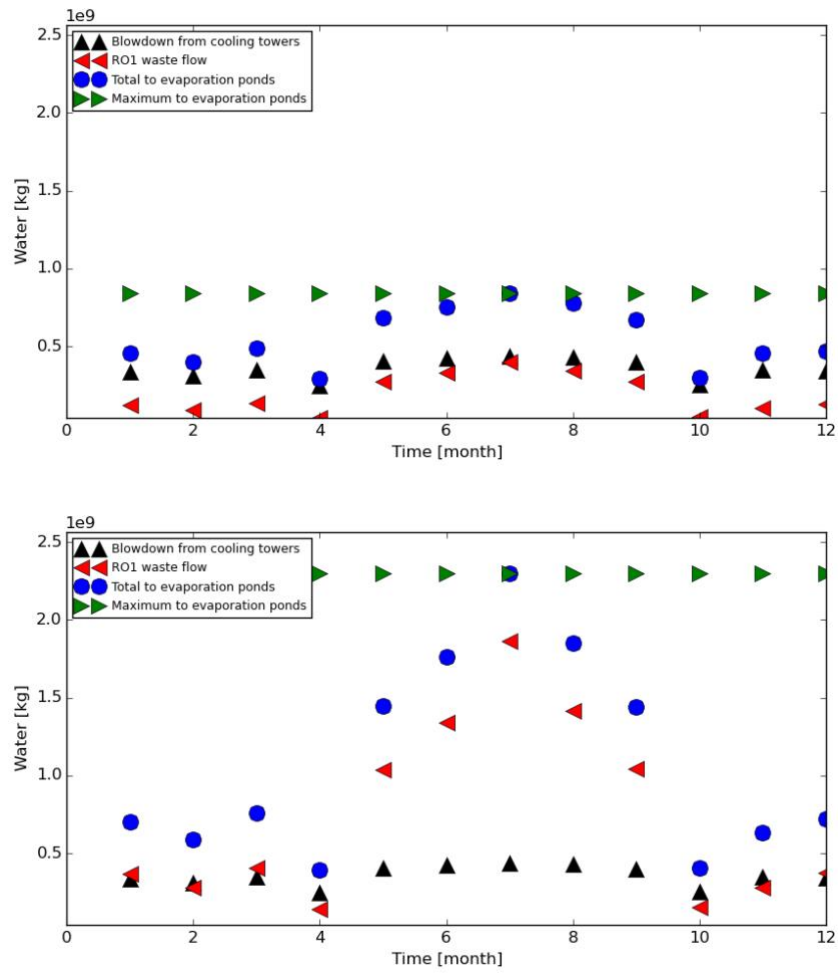 1e9
2.5
Blowdown from cooling towers
RO1 waste flow
Total to evaporation ponds
Maximum to evaporation ponds
2.0
1.5
Water [kg]
1.0
0.5
0 2 4 6 8 10 12
Time [month]
1e9
2.5
Blowdown from cooling towers
RO1 waste flow
Total to evaporation ponds
Maximum to evaporation ponds
2.0
1.5
Water [kg]
1.0
0.5
0 2 4 6 8 10 12
Time [month]